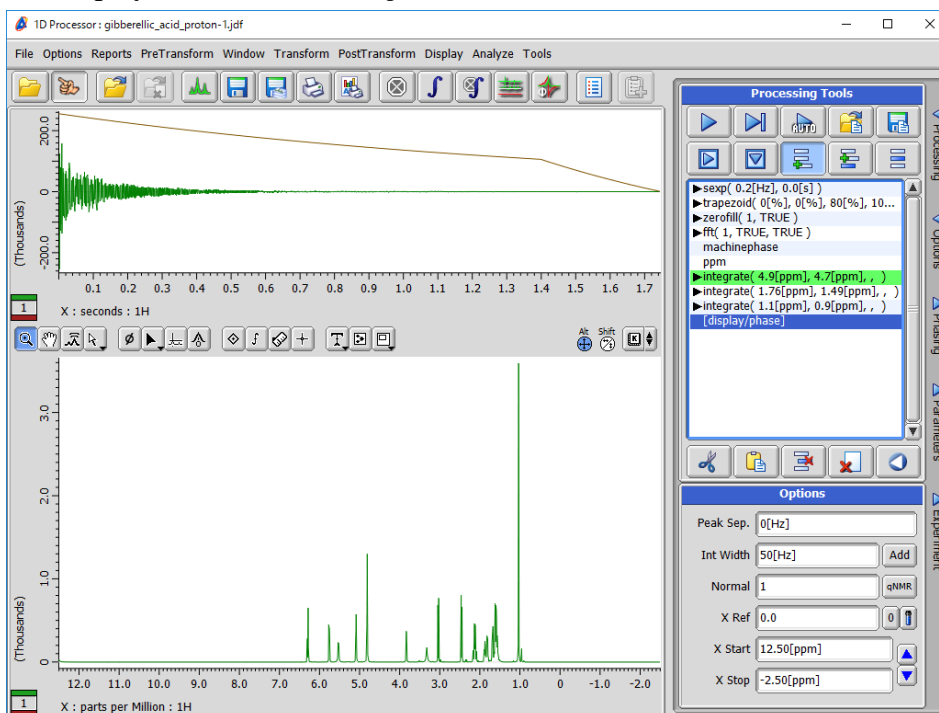 1D Processor : gibberellic_acid_proton-1.jdf
File Options Reports PreTransform Window Transform PostTransform Display Analyze Tools
AUTO
Processing Tools
sexp( 0.2[Hz], 0.0[s] )
trapezoid( 0[%], 0[%], 80[%], 10...
zerofill( 1, TRUE )
fft( 1, TRUE, TRUE )
machinephase
ppm
integrate( 4.9[ppm], 4.7[ppm], , )
integrate( 1.76[ppm], 1.49[ppm], , )
integrate( 1.1[ppm], 0.9[ppm], , )
[display/phase]
Processing
Options
Phasing
Parameters
Experiment
200.0
0
-200.0
(Thousands)
0.1 0.2 0.3 0.4 0.5 0.6 0.7 0.8 0.9 1.0 1.1 1.2 1.3 1.4 1.5 1.6 1.7
1
X : seconds : 1H
Alt Shift
T
K
3.0
2.0
1.0
0
(Thousands)
12.0 11.0 10.0 9.0 8.0 7.0 6.0 5.0 4.0 3.0 2.0 1.0 0 -1.0 -2.0
1
X : parts per Million : 1H
Options
Peak Sep. 0[Hz]
Int Width 50[Hz] Add
Normal 1 qNMR
X Ref 0.0 0
X Start 12.50[ppm]
X Stop -2.50[ppm]